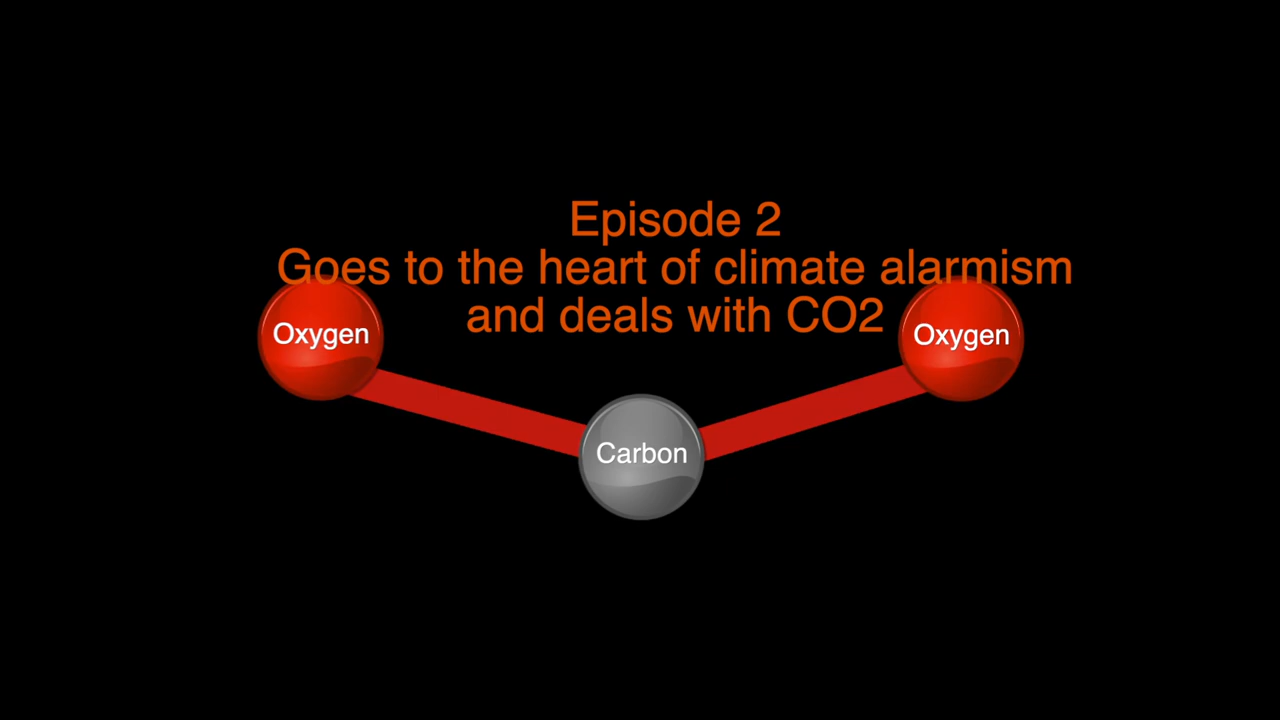 Episode 2
Goes to the heart of climate alarmism
and deals with CO2
Oxygen
Oxygen
Carbon